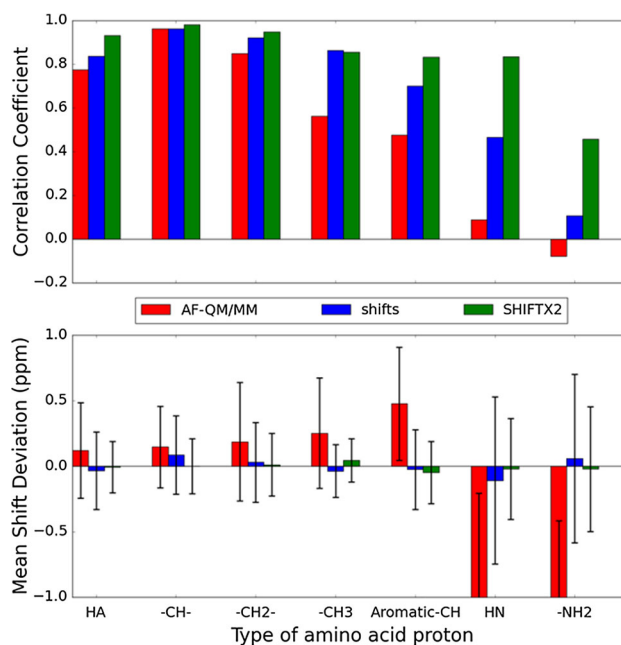 1.0
0.8
0.6
0.4
0.2
0.0
−0.2
Correlation Coefficient
AF-QM/MM shifts SHIFTX2
1.0
0.5
0.0
−0.5
−1.0
Mean Shift Deviation (ppm)
HA -CH- -CH2- -CH3 Aromatic-CH HN -NH2
Type of amino acid proton